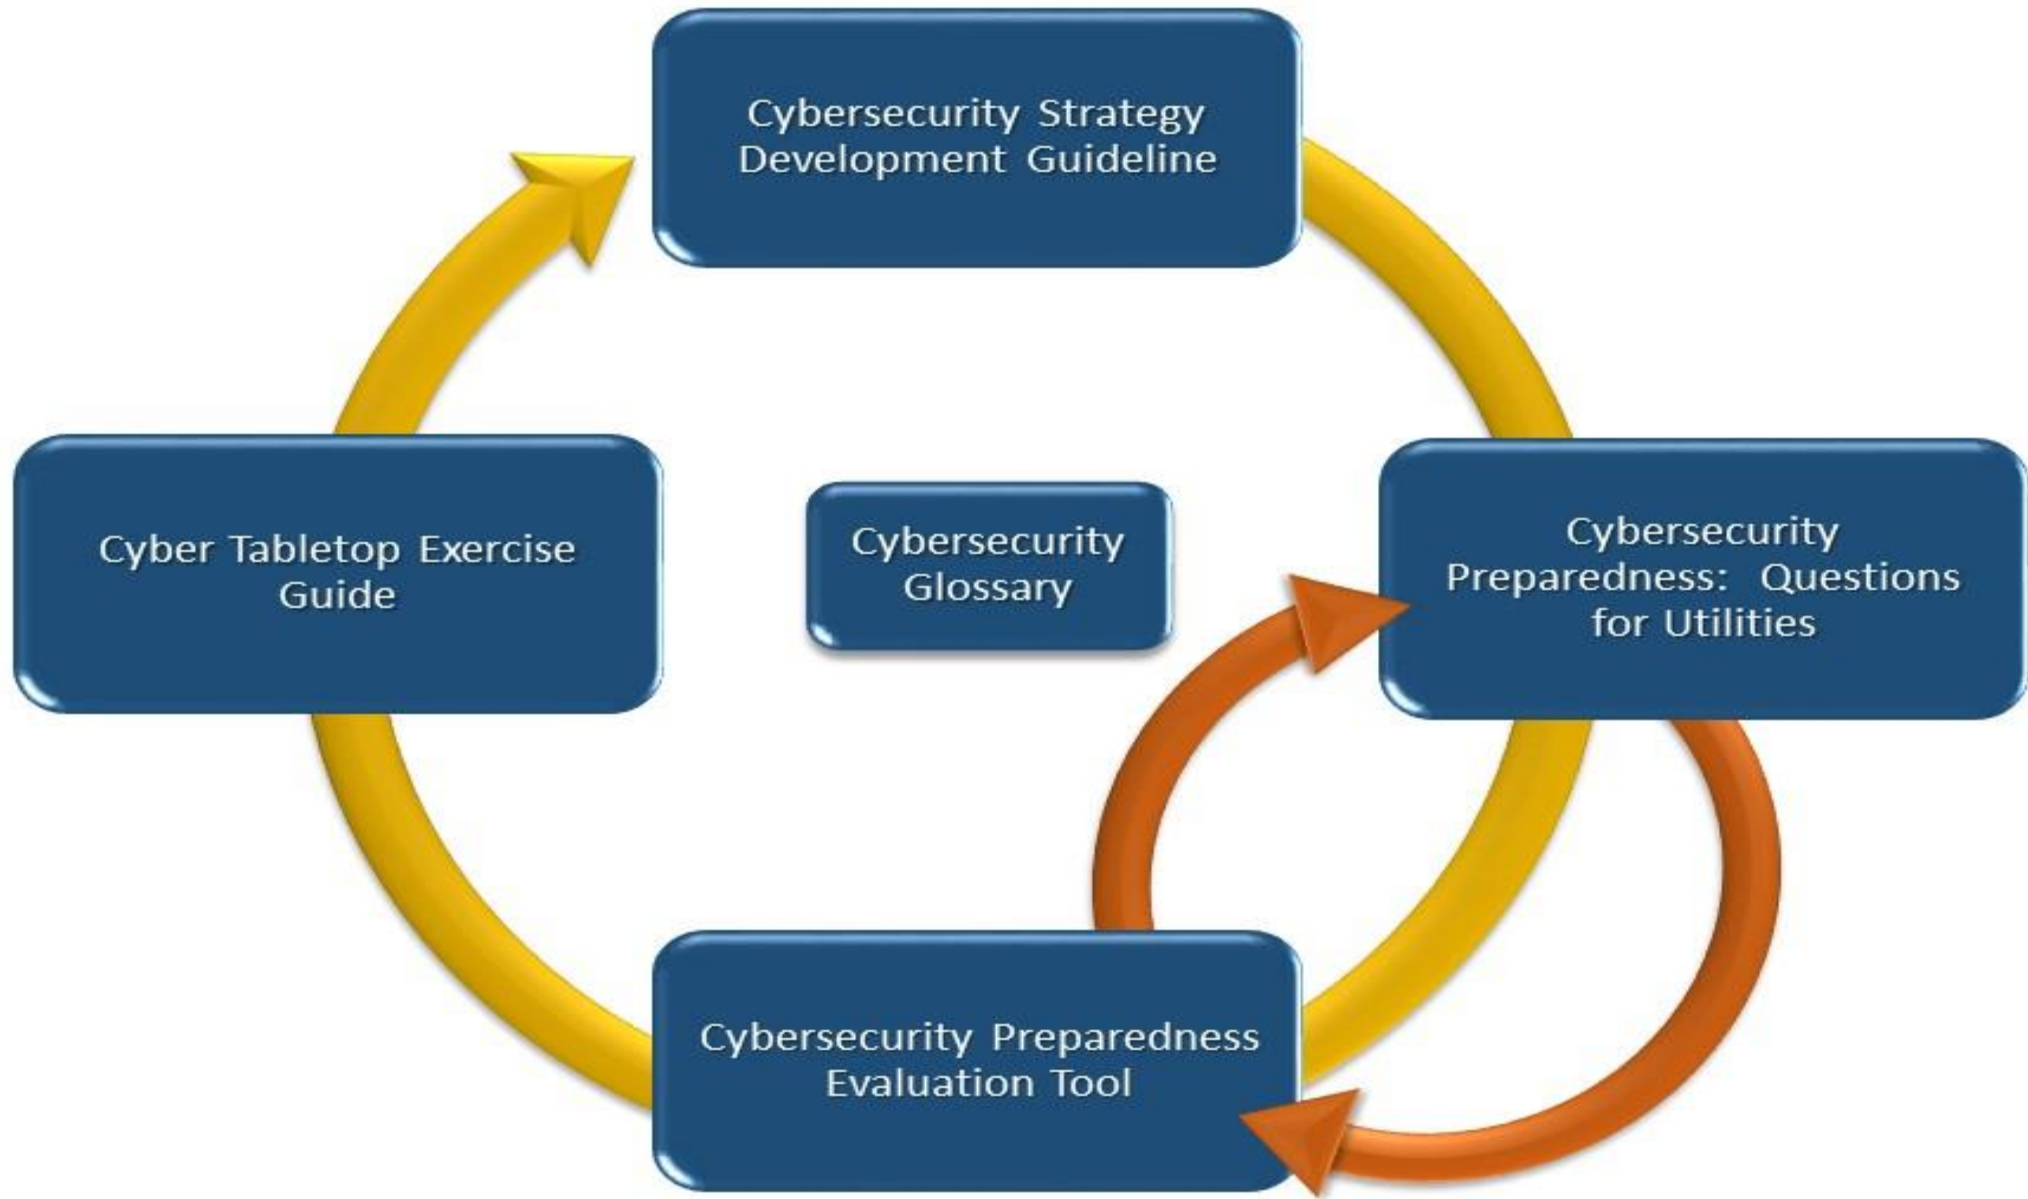 Cybersecurity Strategy
Development Guideline
Cyber Tabletop Exercise
Guide
Cybersecurity
Glossary
Cybersecurity
Preparedness: Questions
for Utilities
Cybersecurity Preparedness
Evaluation Tool